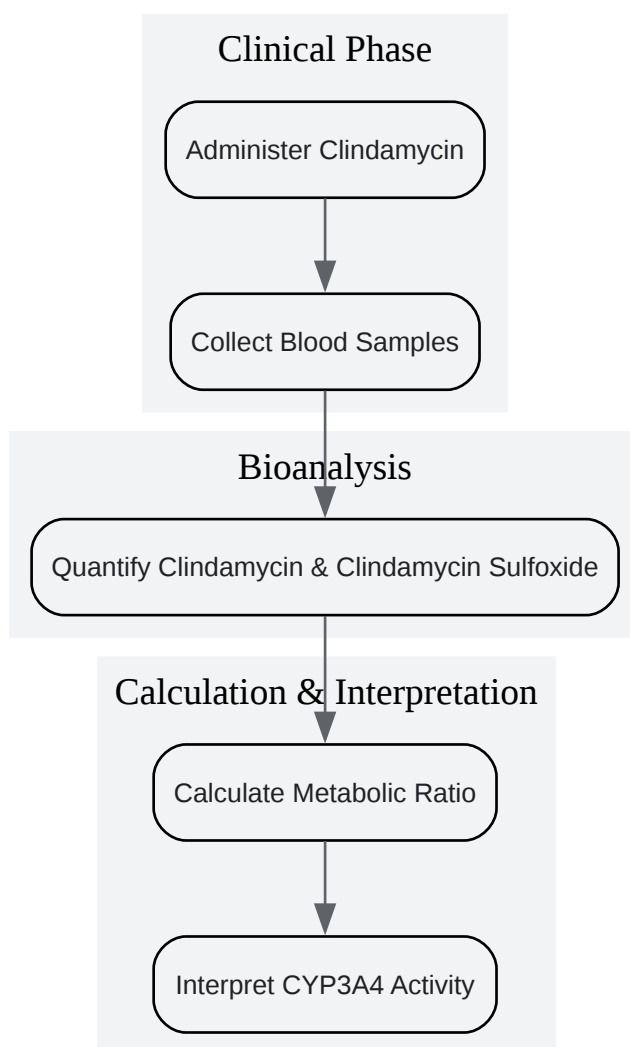 Clinical Phase
Administer Clindamycin
Collect Blood Samples
Bioanalysis
Quantify Clindamycin & Clindamycin Sulfoxide
Calculation & Interpretation
Calculate Metabolic Ratio
Interpret CYP3A4 Activity